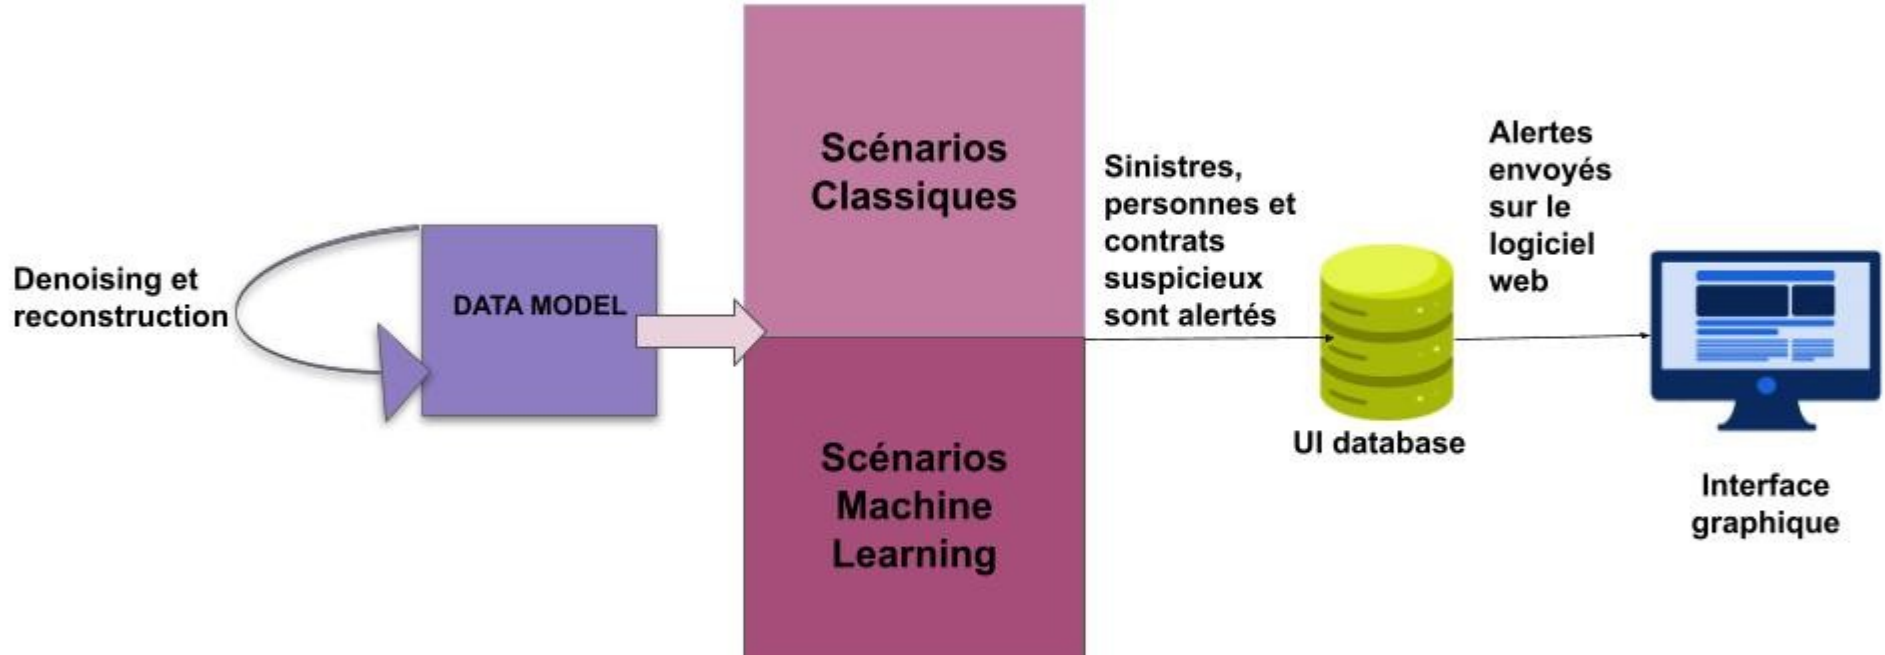 Denoising et
reconstruction
DATA MODEL
Scénarios
Classiques
Scénarios
Machine
Learning
Sinistres,
personnes et
contrats
suspicieux
sont alertés
UI database
Alertes
envoyés
sur le
logiciel
web
Interface
graphique